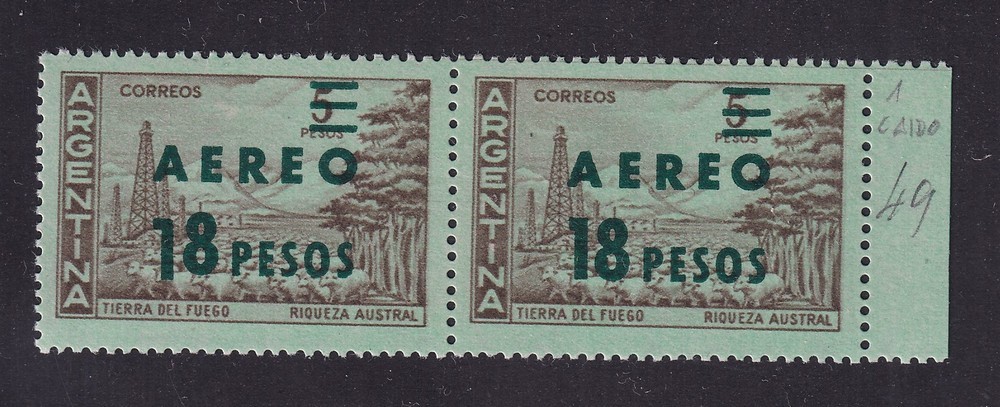 CORREOS
5
PESOS
AEREO
18 PESOS
ARGENTINA
TIERRA DEL FUEGO RIQUEZA AUSTRAL
CORREOS
5
PESOS
AEREO
18 PESOS
ARGENTINA
TIERRA DEL FUEGO RIQUEZA AUSTRAL
1
CAIDO
49